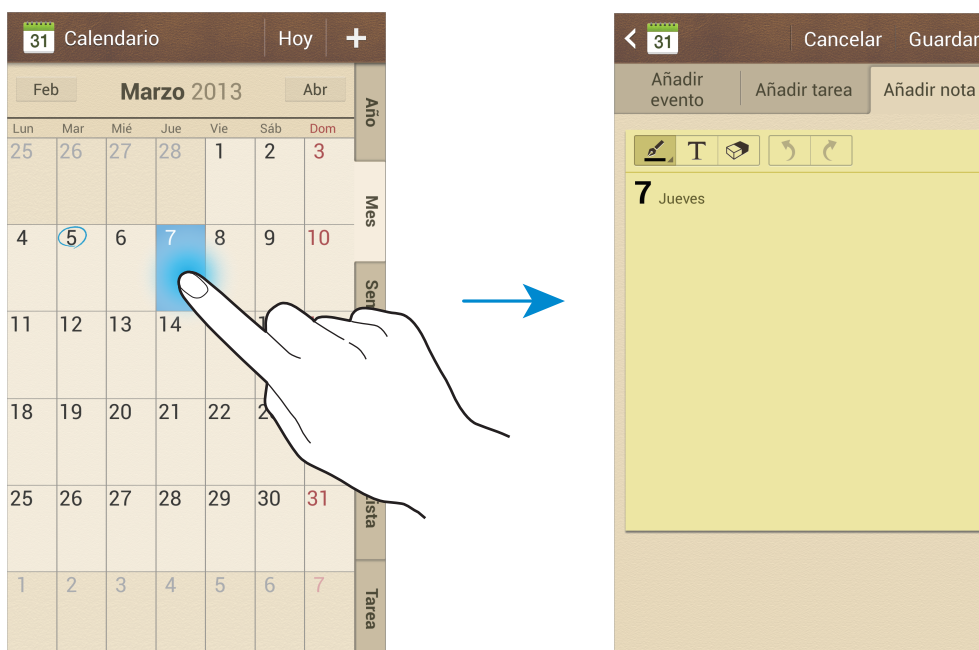 31 Calendario Hoy +
Feb Marzo 2013 Abr
Lun Mar Mié Jue Vie Sáb Dom
25 26 27 28 1 2 3
4 5 6 7 8 9 10
11 12 13 14
18 19 20 21 22
25 26 27 28 29 30 31
1 2 3 4 5 6 7
Año
Mes
Tarea
31 Cancelar Guardar
Añadir
evento
Añadir tarea
Añadir nota
T
7 Jueves